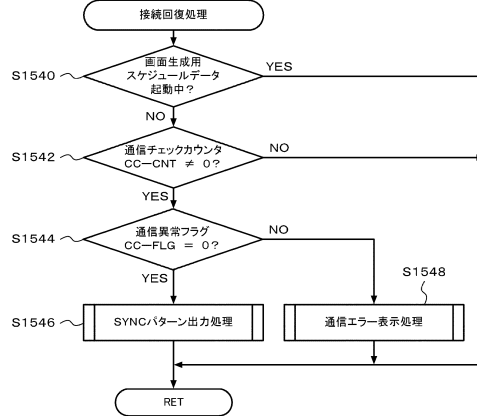 接続回復処理
画面生成用
スケジュールデータ
起動中？
YES
S1540
NO
通信チェックカウンタ
CC－CNT ≠ 0？
NO
S1542
YES
通信異常フラグ
CC－FLG ＝ 0？
NO
S1544
YES
S1548
S1546
SYNCパターン出力処理
通信エラー表示処理
RET